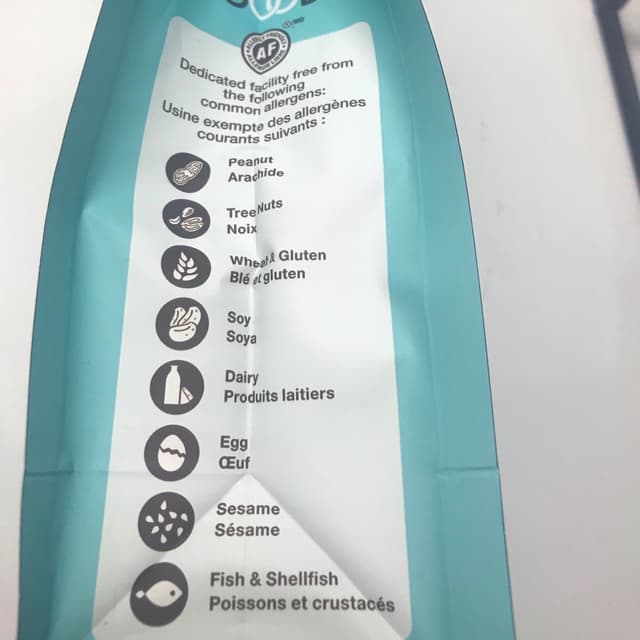 AF
Dedicated facility free from
the following
common allergens:
Usine exempte des allergènes
courants suivants :
Peanut
Arachide
Tree Nuts
Noix
Wheat & Gluten
Blé et gluten
Soy
Soya
Dairy
Produits laitiers
Egg
Œuf
Sesame
Sésame
Fish & Shellfish
Poissons et crustacés